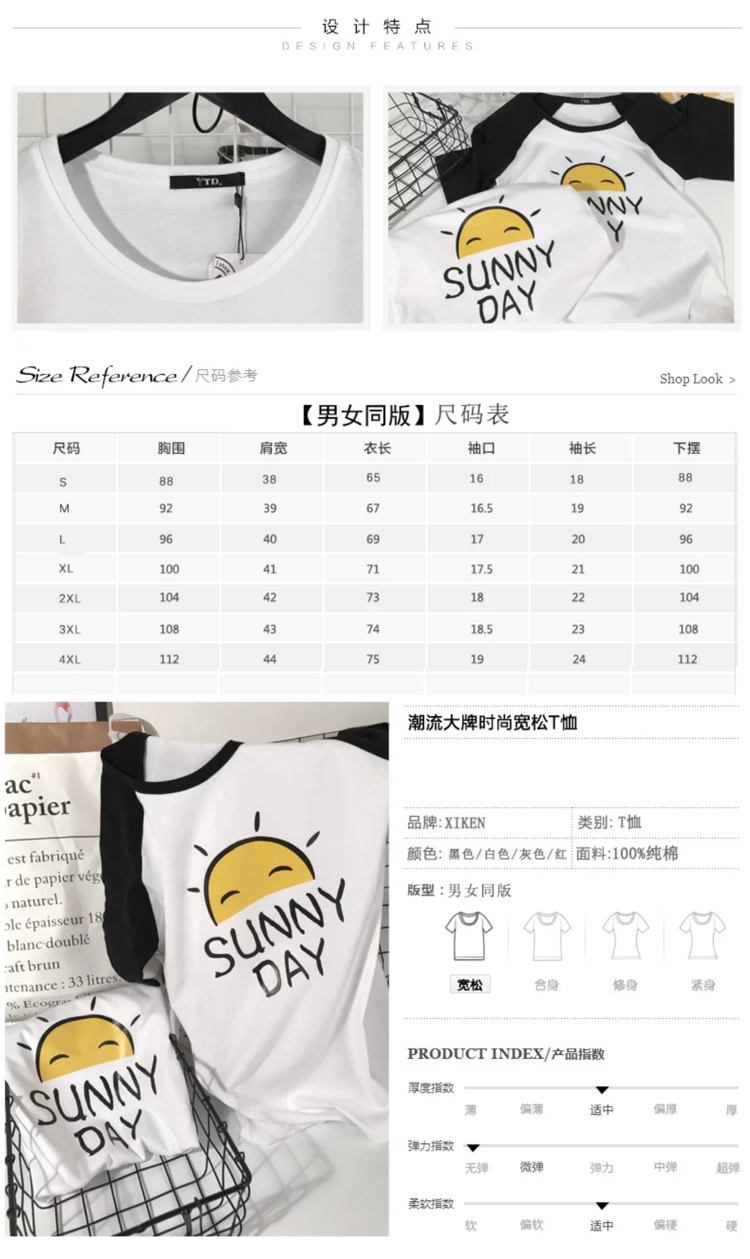 设计特点
DESIGN FEATURES
YTD.
YTD.
SUNNY
DAY
NNY
Y
Size Reference / 尺码参考
Shop Look >
【男女同版】尺码表
尺码 胸围 肩宽 衣长 袖口 袖长 下摆
S 88 38 65 16 18 88
M 92 39 67 16.5 19 92
L 96 40 69 17 20 96
XL 100 41 71 17.5 21 100
2XL 104 42 73 18 22 104
3XL 108 43 74 18.5 23 108
4XL 112 44 75 19 24 112
ac#1
papier
est fabriqué
de papier
naturel.
épaisseur
blanc doublé
raft brun
: 33 litres.
SUNNY
DAY
SUNNY
DAY
潮流大牌时尚宽松T恤
品牌:XIKEN 类别: T恤
颜色: 黑色/白色/灰色/红 面料:100%纯棉
版型：男女同版
宽松 合身 修身 紧身
PRODUCT INDEX/产品指数
厚度指数
薄 偏薄 适中 偏厚 厚
弹力指数
无弹 微弹 弹力 中弹 超弹
柔软指数
软 偏软 适中 偏硬 硬